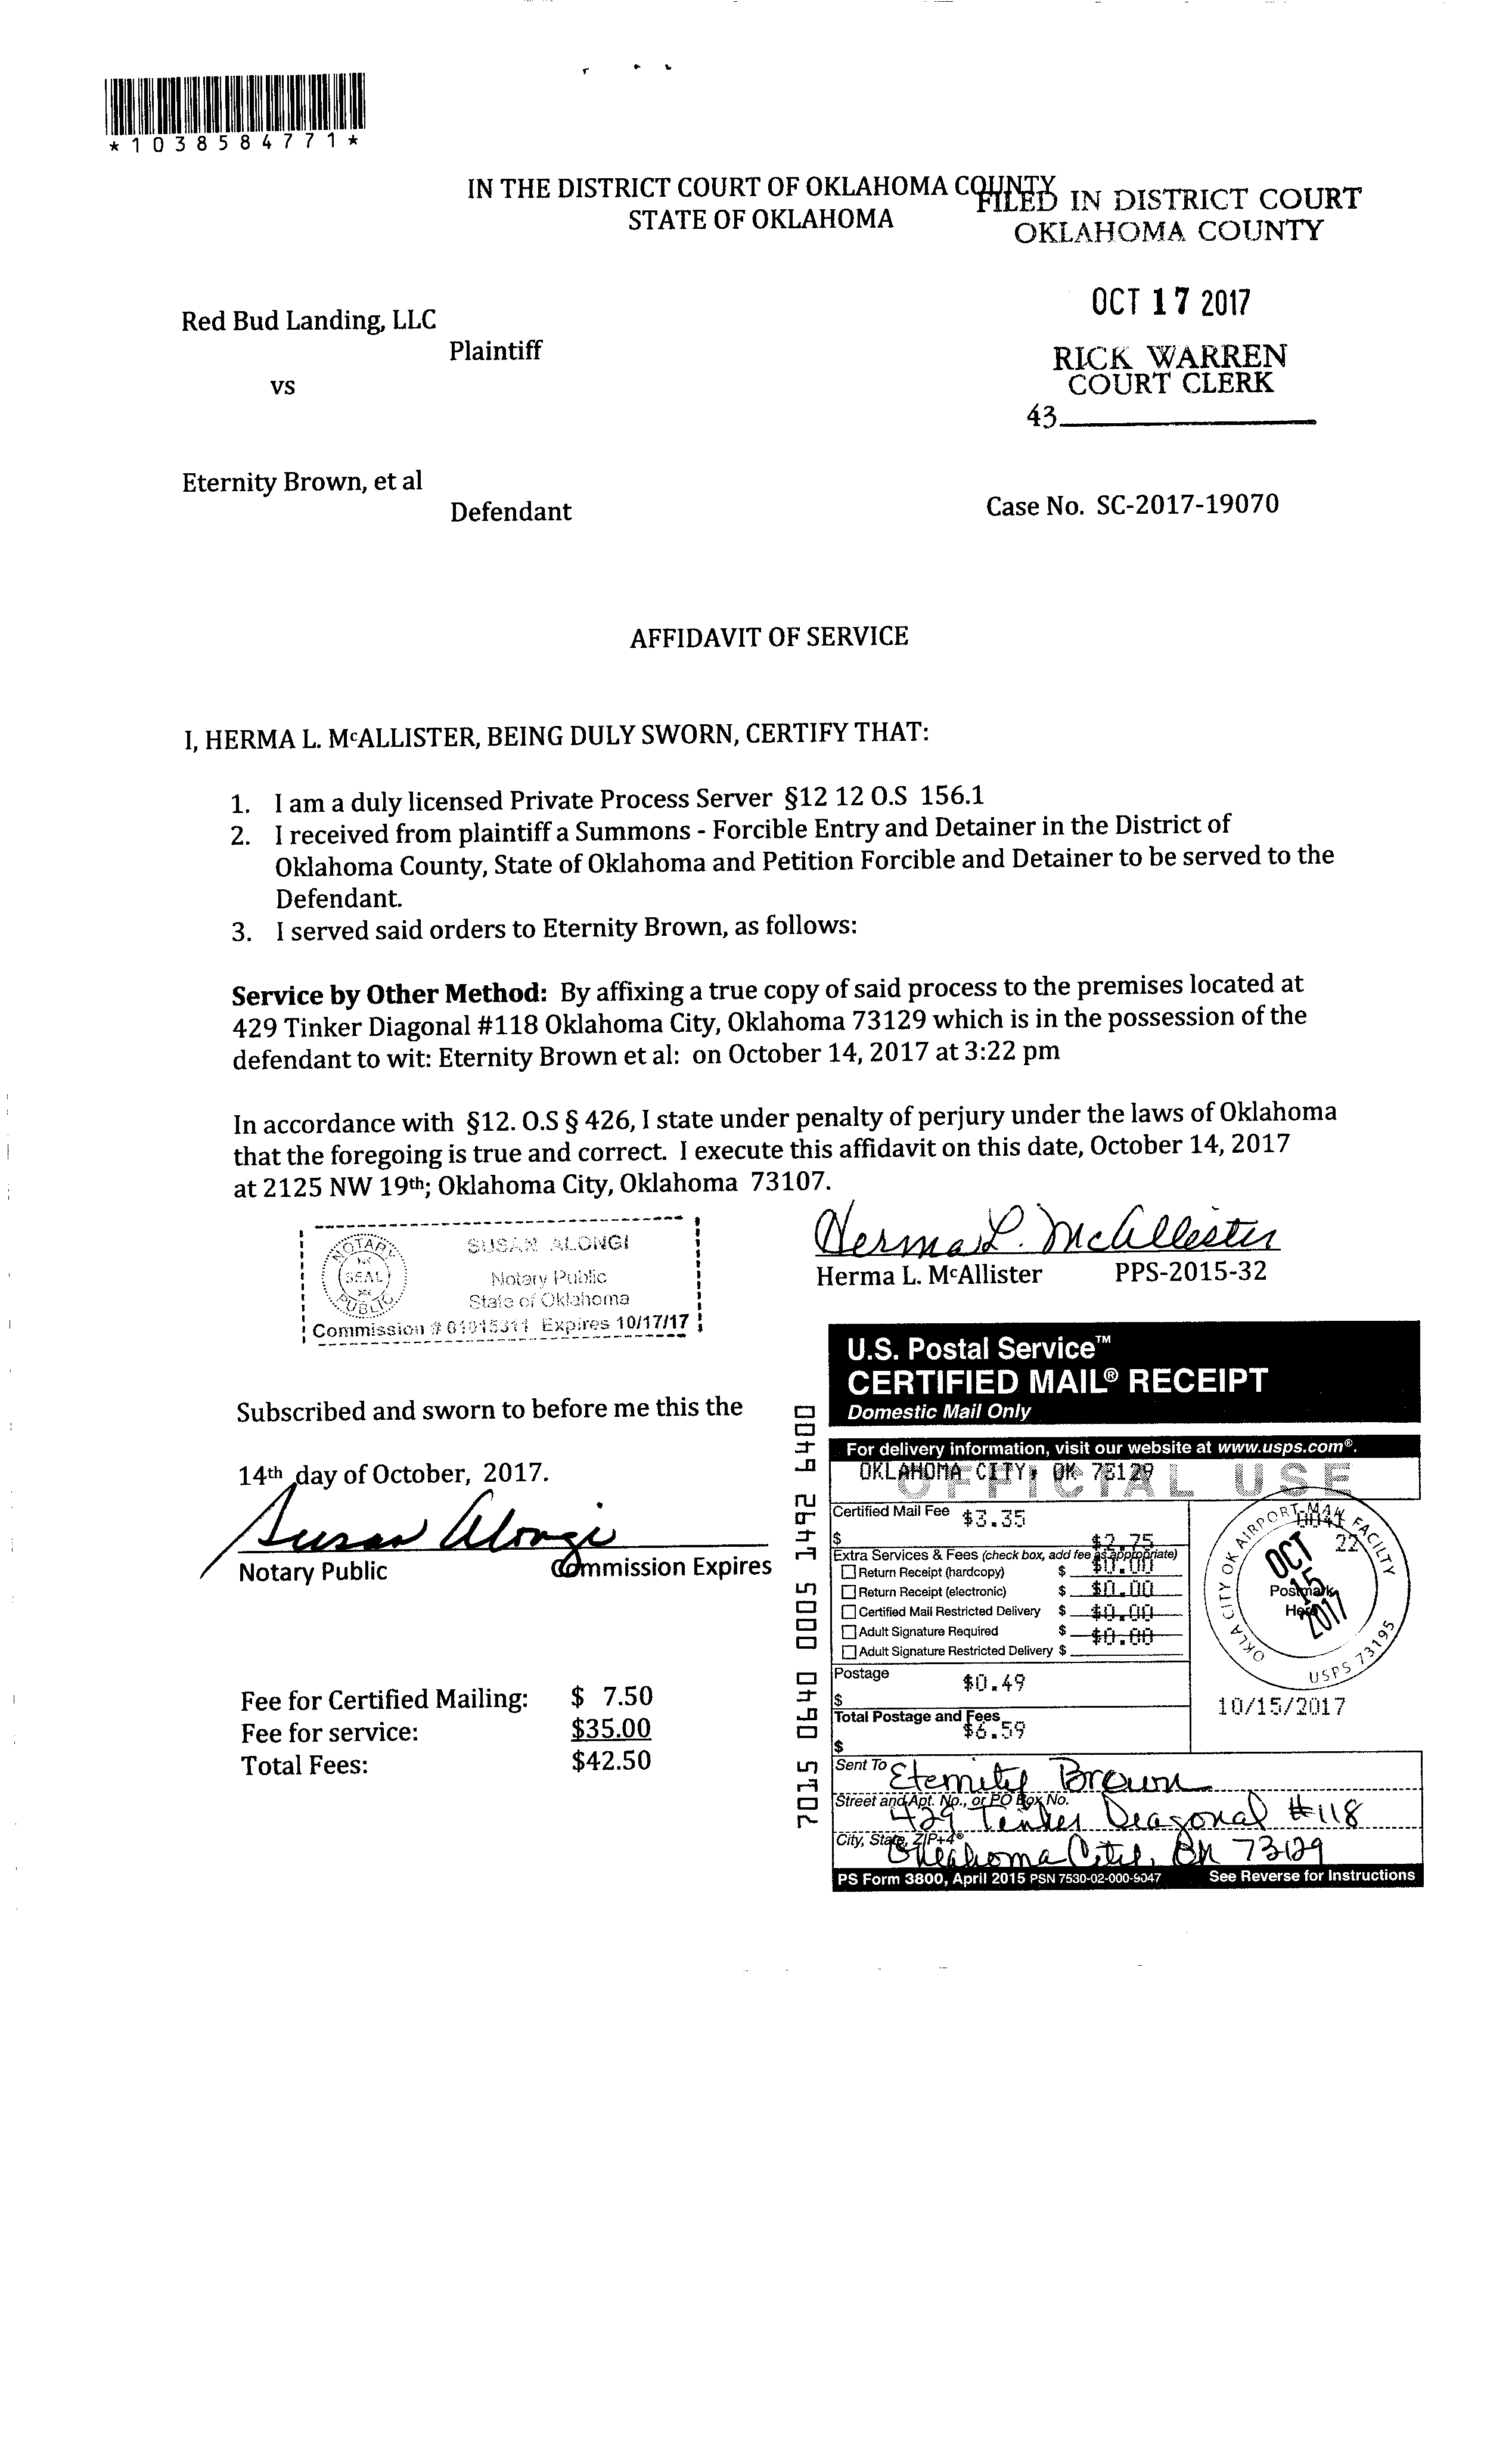 *1038584771*
IN THE DISTRICT COURT OF OKLAHOMA COUNTY
STATE OF OKLAHOMA
FILED IN DISTRICT COURT
OKLAHOMA COUNTY
OCT 17 2017
RICK WARREN
COURT CLERK
43
Red Bud Landing, LLC
Plaintiff
vs
Eternity Brown, et al
Defendant
Case No. SC-2017-19070
AFFIDAVIT OF SERVICE
I, HERMA L. McALLISTER, BEING DULY SWORN, CERTIFY THAT:
1. I am a duly licensed Private Process Server §12 12 O.S 156.1
2. I received from plaintiff a Summons - Forcible Entry and Detainer in the District of
Oklahoma County, State of Oklahoma and Petition Forcible and Detainer to be served to the
Defendant.
3. I served said orders to Eternity Brown, as follows:
Service by Other Method: By affixing a true copy of said process to the premises located at
429 Tinker Diagonal #118 Oklahoma City, Oklahoma 73129 which is in the possession of the
defendant to wit: Eternity Brown et al: on October 14, 2017 at 3:22 pm
In accordance with §12. O.S § 426, I state under penalty of perjury under the laws of Oklahoma
that the foregoing is true and correct. I execute this affidavit on this date, October 14, 2017
at 2125 NW 19th; Oklahoma City, Oklahoma 73107.
Herma L. McAllister
Herma L. McAllister PPS-2015-32
NOTARY PUBLIC
SEAL
SUSAN ALONGI
Notary Public
State of Oklahoma
Commission # 01015311 Expires 10/17/17
Subscribed and sworn to before me this the
14th day of October, 2017.
Susan Alongi
Notary Public Commission Expires
Fee for Certified Mailing: $ 7.50
Fee for service: $35.00
Total Fees: $42.50
7015 0640 0005 1492 6400
U.S. Postal Service™
CERTIFIED MAIL® RECEIPT
Domestic Mail Only
For delivery information, visit our website at www.usps.com®.
OFFICIAL USE
OKLAHOMA CITY, OK 73129
Certified Mail Fee $3.35
$ $2.75
Extra Services & Fees (check box, add fee as appropriate)
Return Receipt (hardcopy) $ $0.00
Return Receipt (electronic) $ $0.00
Certified Mail Restricted Delivery $ $0.00
Adult Signature Required $ $0.00
Adult Signature Restricted Delivery $
Postage $0.49
$
Total Postage and Fees $6.59
$
0041
22
Postmark
Here
OKLA CITY OK AIRPORT MAIL FACILITY
OCT
15
2017
USPS 73195
10/15/2017
Sent To Eternity Brown
Street and Apt. No., or PO Box No.
429 Tinker Deagonal #118
City, State, ZIP+4®
Oklahoma City, OK 73129
PS Form 3800, April 2015 PSN 7530-02-000-9047 See Reverse for Instructions